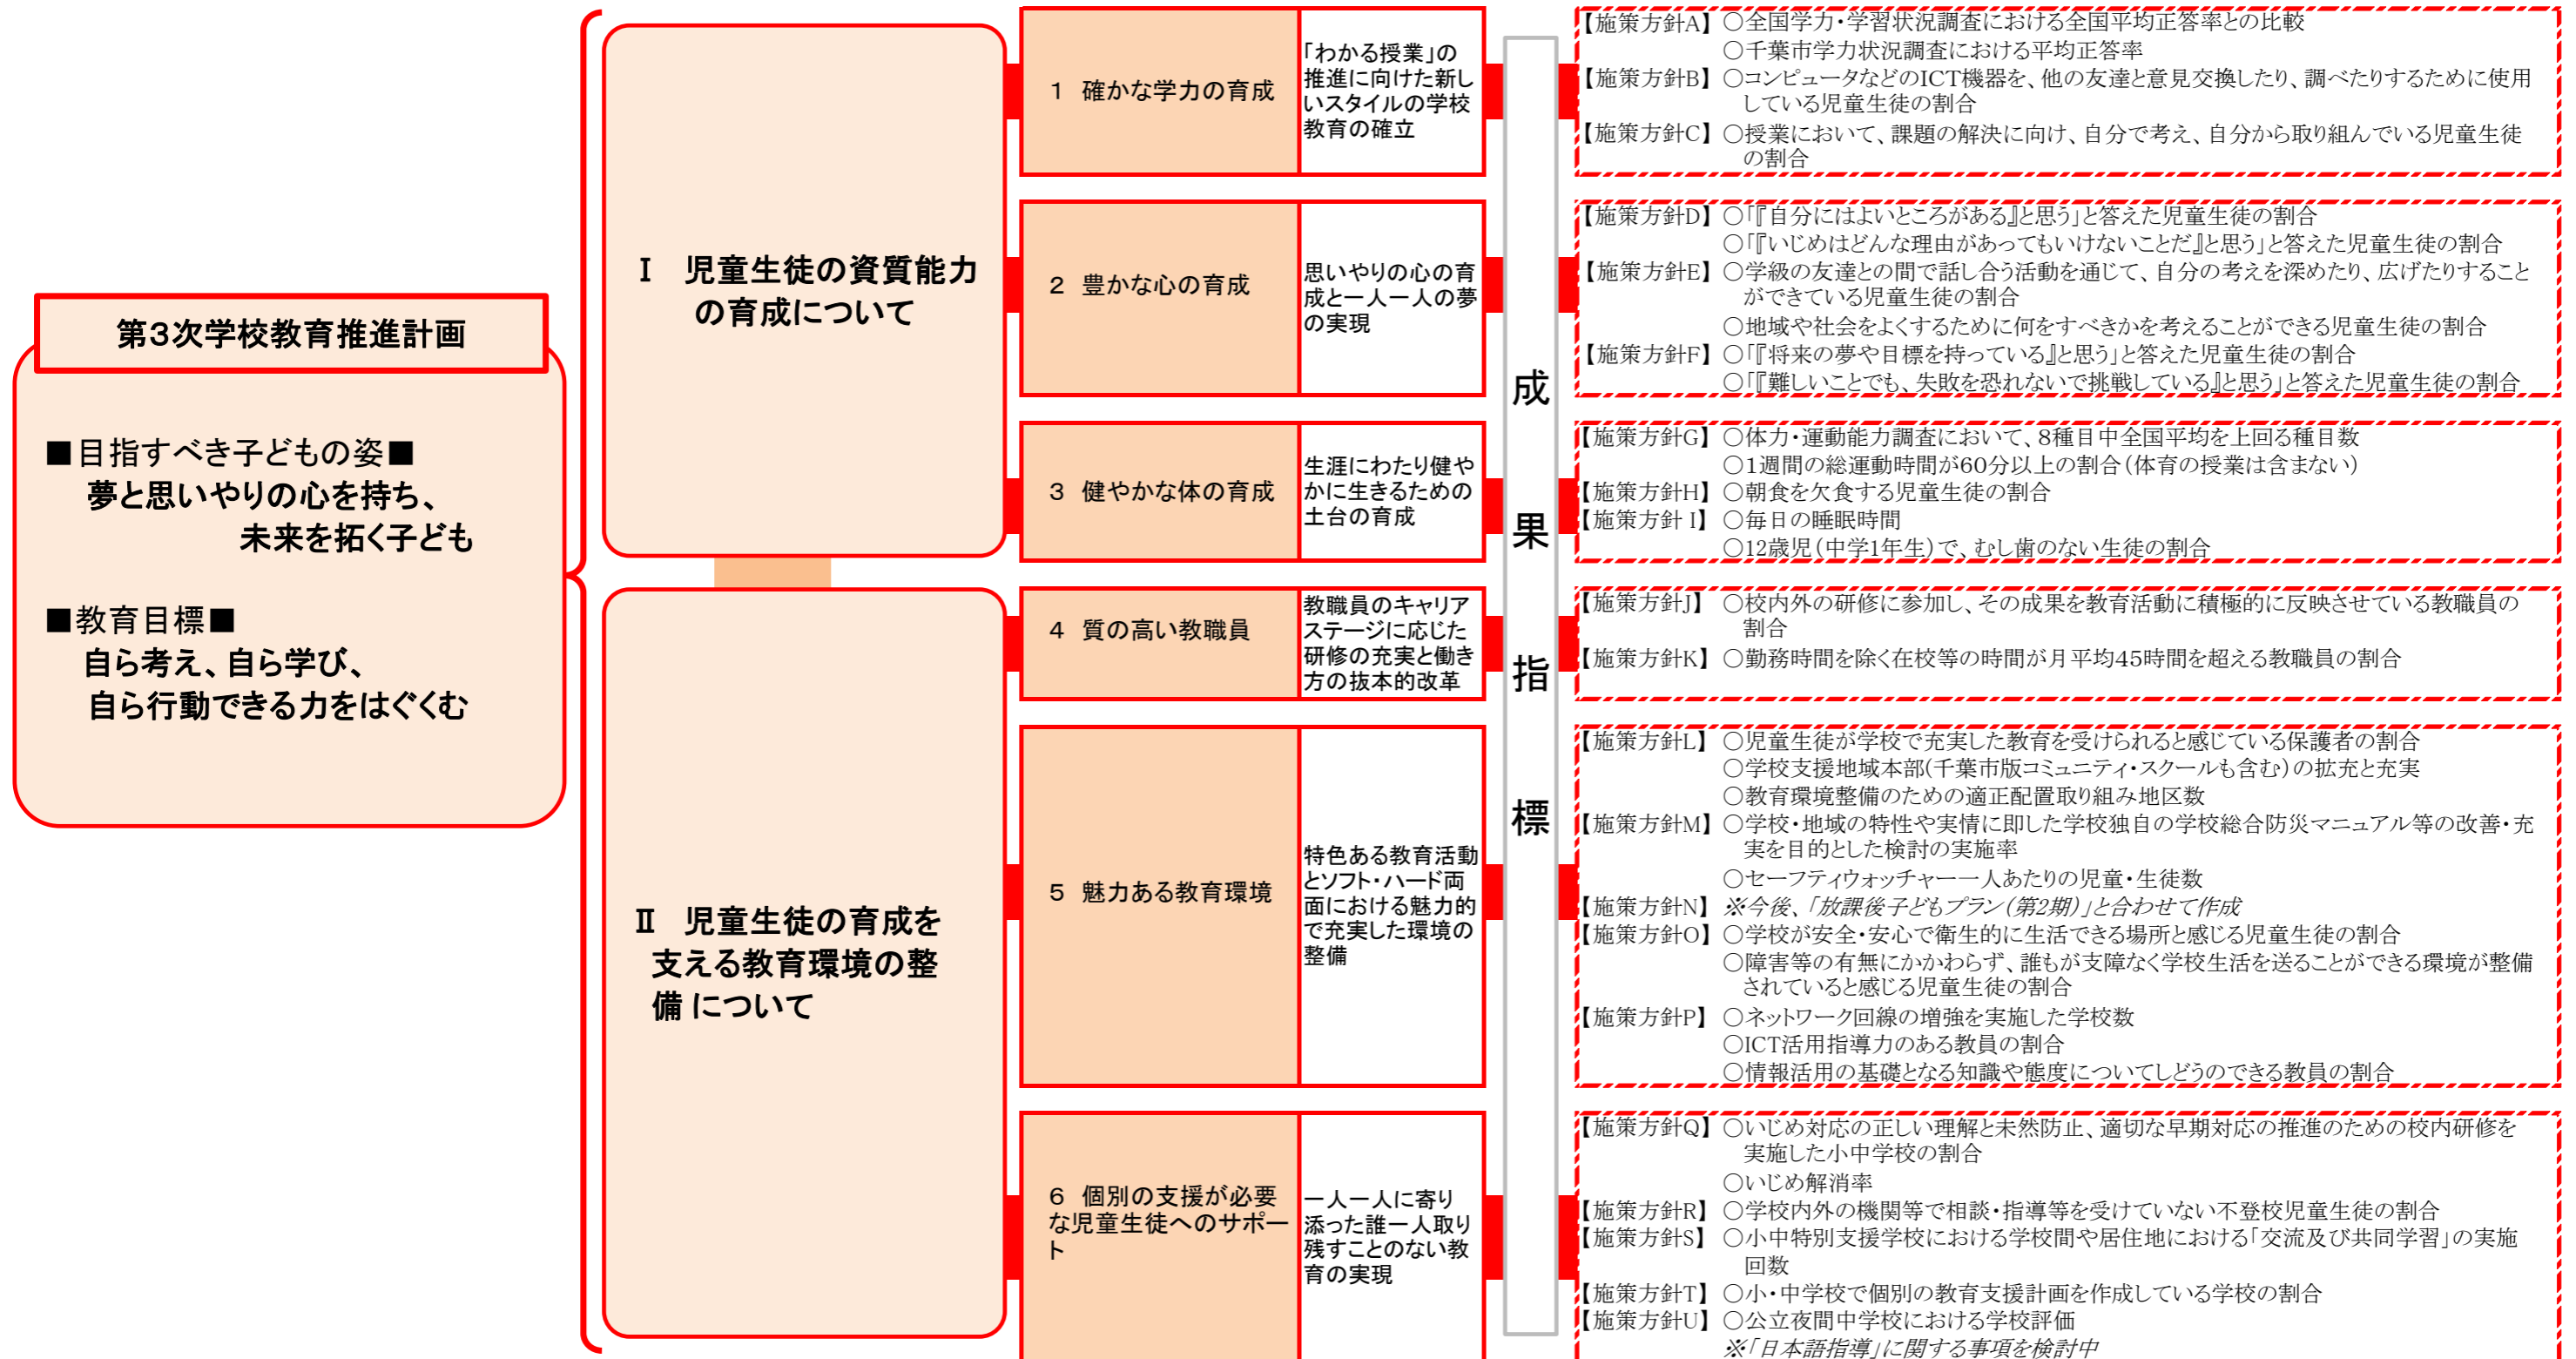 第3次学校教育推進計画
■目指すべき子どもの姿■
夢と思いやりの心を持ち、
未来を拓く子ども
■教育目標■
自ら考え、自ら学び、
自ら行動できる力をはぐくむ
Ⅰ 児童生徒の資質能力
の育成について
Ⅱ 児童生徒の育成を
支える教育環境の整
備 について
1 確かな学力の育成
「わかる授業」の
推進に向けた新し
いスタイルの学校
教育の確立
2 豊かな心の育成
思いやりの心の育
成と一人一人の夢
の実現
3 健やかな体の育成
生涯にわたり健や
かに生きるための
土台の育成
4 質の高い教職員
教職員のキャリア
ステージに応じた
研修の充実と働き
方の抜本的改革
5 魅力ある教育環境
特色ある教育活動
とソフト・ハード両
面における魅力的
で充実した環境の
整備
6 個別の支援が必要
な児童生徒へのサポー
ト
一人一人に寄り
添った誰一人取り
残すことのない教
育の実現
成
果
指
標
【施策方針A】 ○全国学力・学習状況調査における全国平均正答率との比較
○千葉市学力状況調査における平均正答率
【施策方針B】 ○コンピュータなどのICT機器を、他の友達と意見交換したり、調べたりするために使用
している児童生徒の割合
【施策方針C】 ○授業において、課題の解決に向け、自分で考え、自分から取り組んでいる児童生徒
の割合
【施策方針D】 ○「『自分にはよいところがある』と思う」と答えた児童生徒の割合
○「『いじめはどんな理由があってもいけないことだ』と思う」と答えた児童生徒の割合
【施策方針E】 ○学級の友達との間で話し合う活動を通じて、自分の考えを深めたり、広げたりすること
ができている児童生徒の割合
○地域や社会をよくするために何をすべきかを考えることができる児童生徒の割合
【施策方針F】 ○「『将来の夢や目標を持っている』と思う」と答えた児童生徒の割合
○「『難しいことでも、失敗を恐れないで挑戦している』と思う」と答えた児童生徒の割合
【施策方針G】 ○体力・運動能力調査において、8種目中全国平均を上回る種目数
○1週間の総運動時間が60分以上の割合(体育の授業は含まない)
【施策方針H】 ○朝食を欠食する児童生徒の割合
【施策方針 I】 ○毎日の睡眠時間
○12歳児(中学1年生)で、むし歯のない生徒の割合
【施策方針J】 ○校内外の研修に参加し、その成果を教育活動に積極的に反映させている教職員の
割合
【施策方針K】 ○勤務時間を除く在校等の時間が月平均45時間を超える教職員の割合
【施策方針L】 ○児童生徒が学校で充実した教育を受けられると感じている保護者の割合
○学校支援地域本部(千葉市版コミュニティ・スクールも含む)の拡充と充実
○教育環境整備のための適正配置取り組み地区数
【施策方針M】 ○学校・地域の特性や実情に即した学校独自の学校総合防災マニュアル等の改善・充
実を目的とした検討の実施率
○セーフティウォッチャー一人あたりの児童・生徒数
【施策方針N】 ※今後、「放課後子どもプラン(第2期)」と合わせて作成
【施策方針O】 ○学校が安全・安心で衛生的に生活できる場所と感じる児童生徒の割合
○障害等の有無にかかわらず、誰もが支障なく学校生活を送ることができる環境が整備
されていると感じる児童生徒の割合
【施策方針P】 ○ネットワーク回線の増強を実施した学校数
○ICT活用指導力のある教員の割合
○情報活用の基礎となる知識や態度についてしどうのできる教員の割合
【施策方針Q】 ○いじめ対応の正しい理解と未然防止、適切な早期対応の推進のための校内研修を
実施した小中学校の割合
○いじめ解消率
【施策方針R】 ○学校内外の機関等で相談・指導等を受けていない不登校児童生徒の割合
【施策方針S】 ○小中特別支援学校における学校間や居住地における「交流及び共同学習」の実施
回数
【施策方針T】 ○小・中学校で個別の教育支援計画を作成している学校の割合
【施策方針U】 ○公立夜間中学校における学校評価
※「日本語指導」に関する事項を検討中